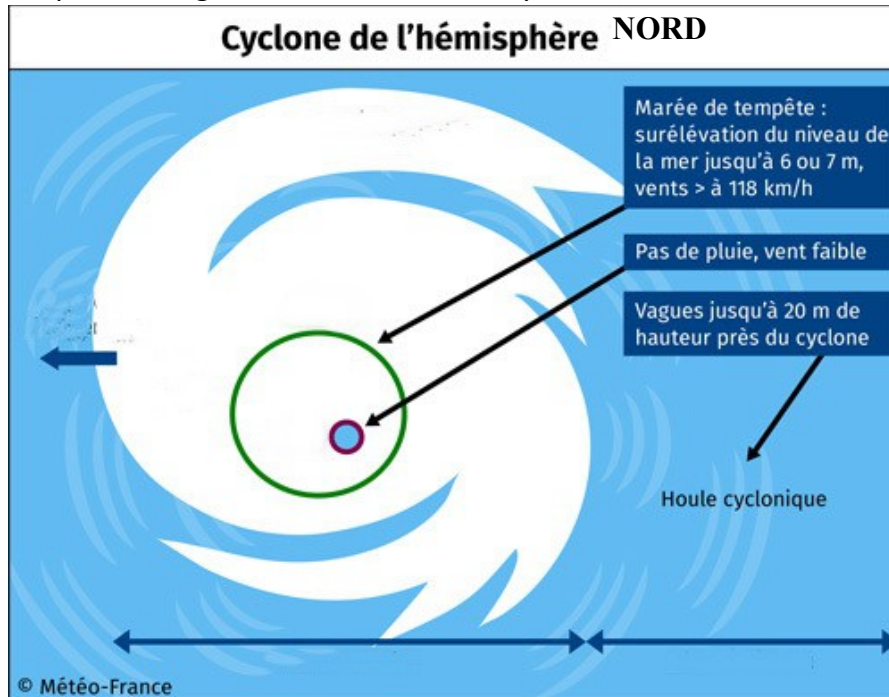 Cyclone de l'hémisphère NORD
Marée de tempête :
surélévation du niveau de
la mer jusqu'à 6 ou 7 m,
vents > à 118 km/h
Pas de pluie, vent faible
Vagues jusqu'à 20 m de
hauteur près du cyclone
Houle cyclonique
© Météo-France